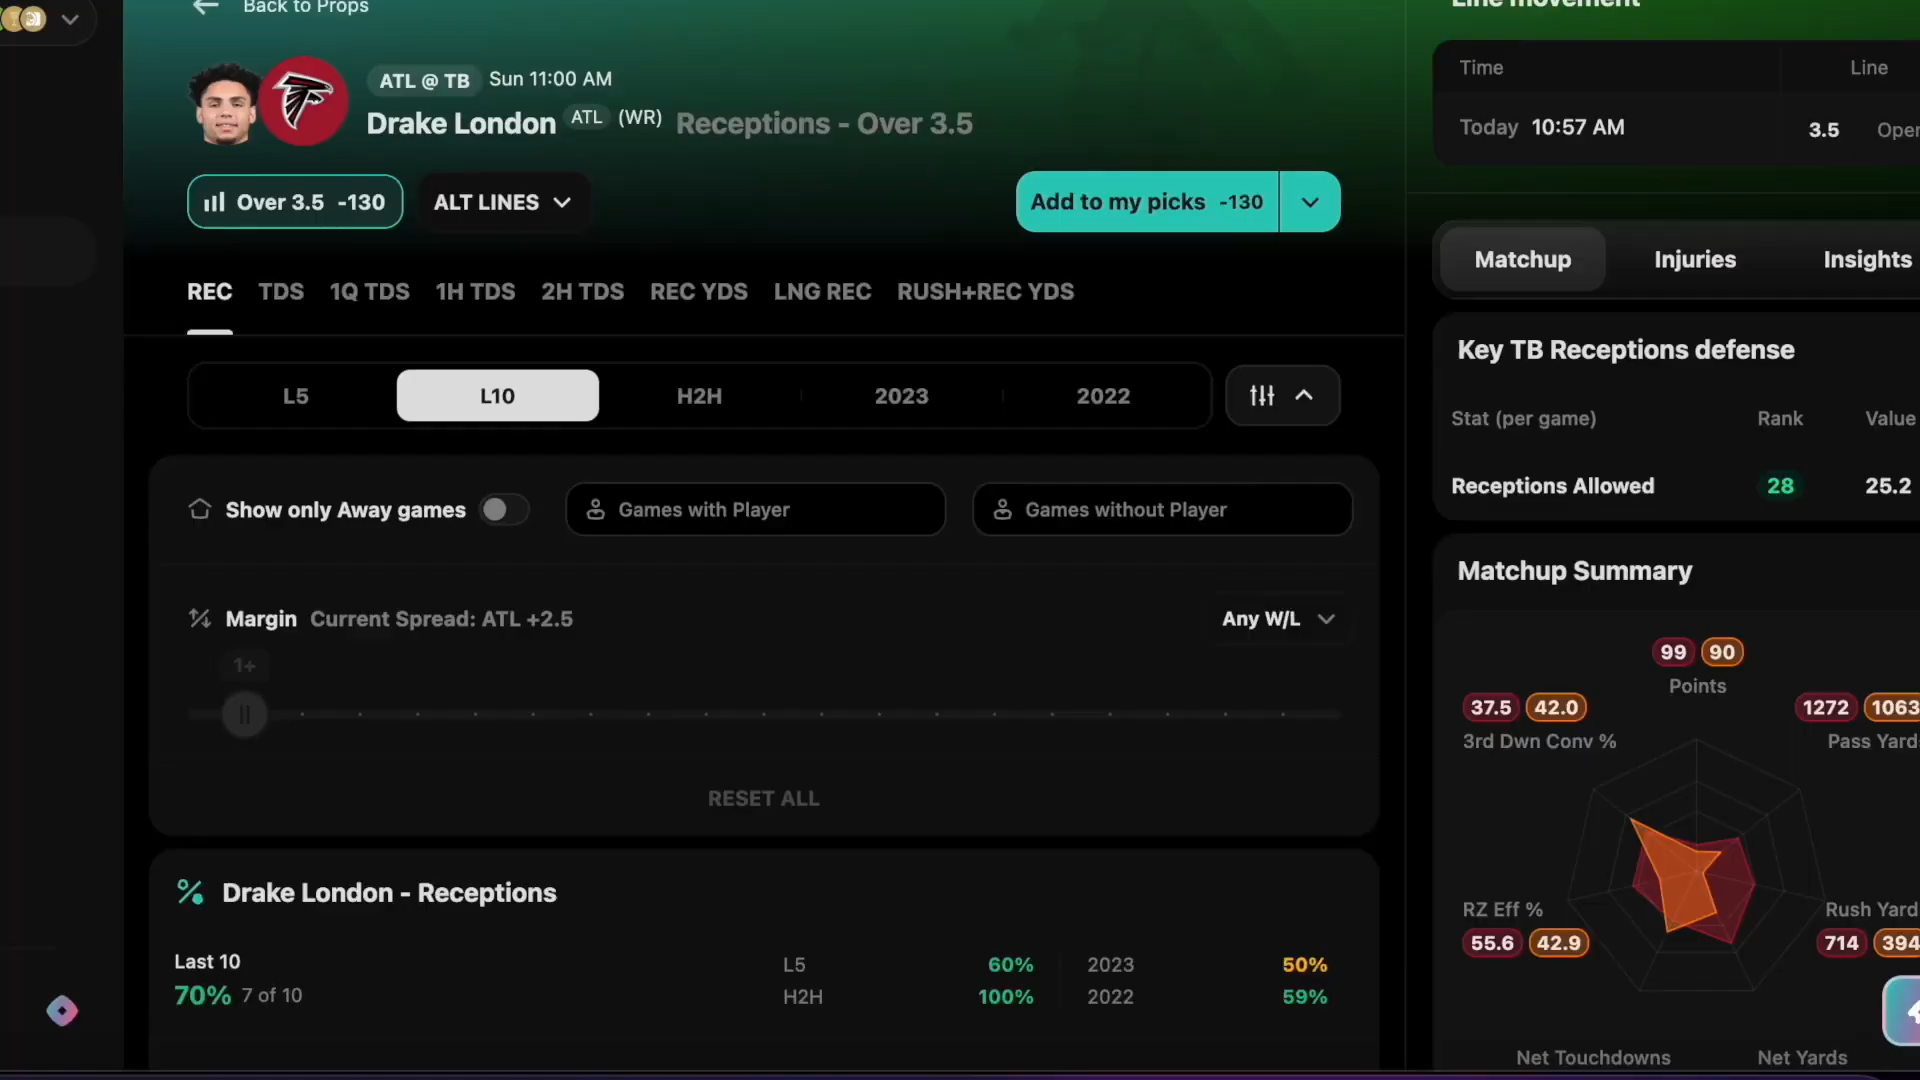 Back to Props
ATL @ TB Sun 11:00 AM
Drake London ATL (WR) Receptions - Over 3.5
Over 3.5 -130 ALT LINES
Add to my picks -130
REC TDS 1Q TDS 1H TDS 2H TDS REC YDS LNG REC RUSH+REC YDS
L5 L10 H2H 2023 2022
Show only Away games Games with Player Games without Player
Margin Current Spread: ATL +2.5 Any W/L
1+
RESET ALL
Drake London - Receptions
Last 10
70% 7 of 10
L5 60% 2023 50%
H2H 100% 2022 59%
Line movement
Time Line
Today 10:57 AM 3.5 Open
Matchup Injuries Insights
Key TB Receptions defense
Stat (per game) Rank Value
Receptions Allowed 28 25.2
Matchup Summary
99 90
Points
37.5 42.0
3rd Dwn Conv %
1272 1063
Pass Yard
RZ Eff %
55.6 42.9
Rush Yard
714 394
Net Touchdowns Net Yards